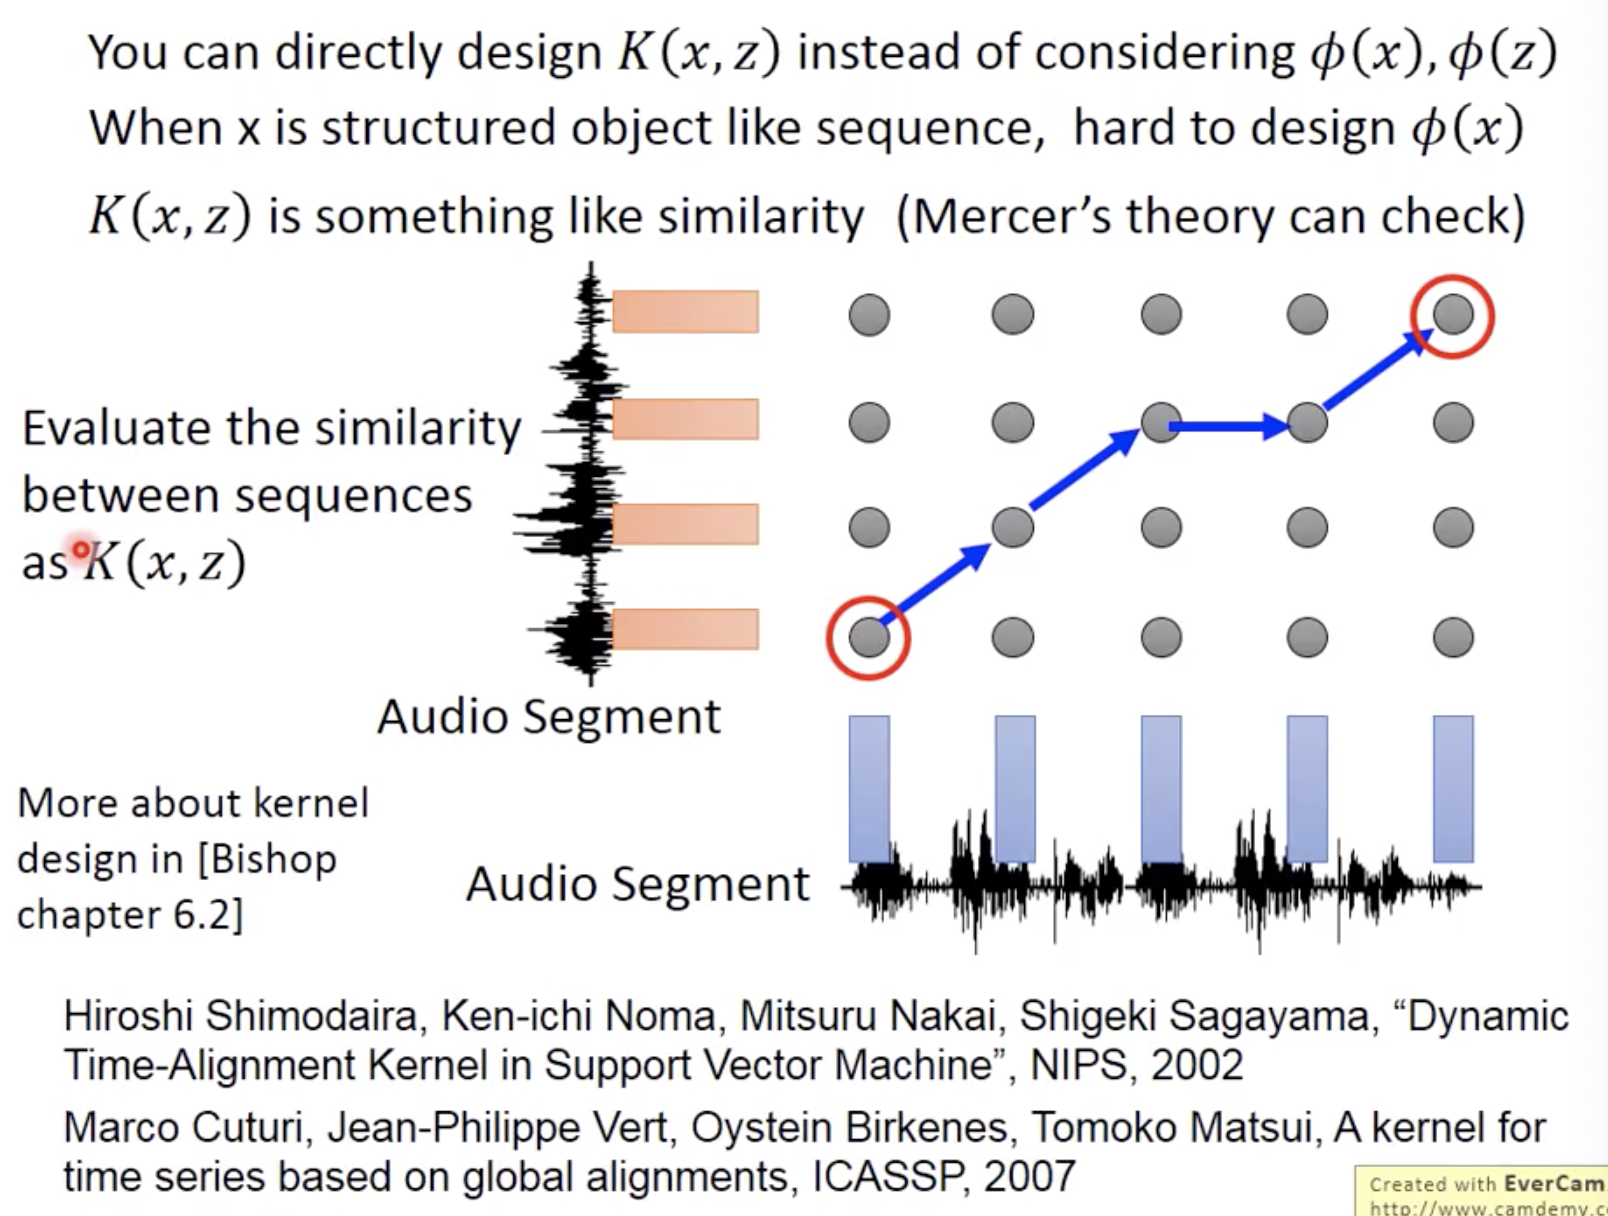 You can directly design K(x, z) instead of considering ϕ(x), ϕ(z)
When x is structured object like sequence, hard to design ϕ(x)
K(x, z) is something like similarity (Mercer’s theory can check)
Evaluate the similarity
between sequences
as K(x, z)
Audio Segment
More about kernel
design in [Bishop
chapter 6.2]
Audio Segment
Hiroshi Shimodaira, Ken-ichi Noma, Mitsuru Nakai, Shigeki Sagayama, “Dynamic
Time-Alignment Kernel in Support Vector Machine”, NIPS, 2002
Marco Cuturi, Jean-Philippe Vert, Oystein Birkenes, Tomoko Matsui, A kernel for
time series based on global alignments, ICASSP, 2007
Created with EverCam
http://www.camdemy.c